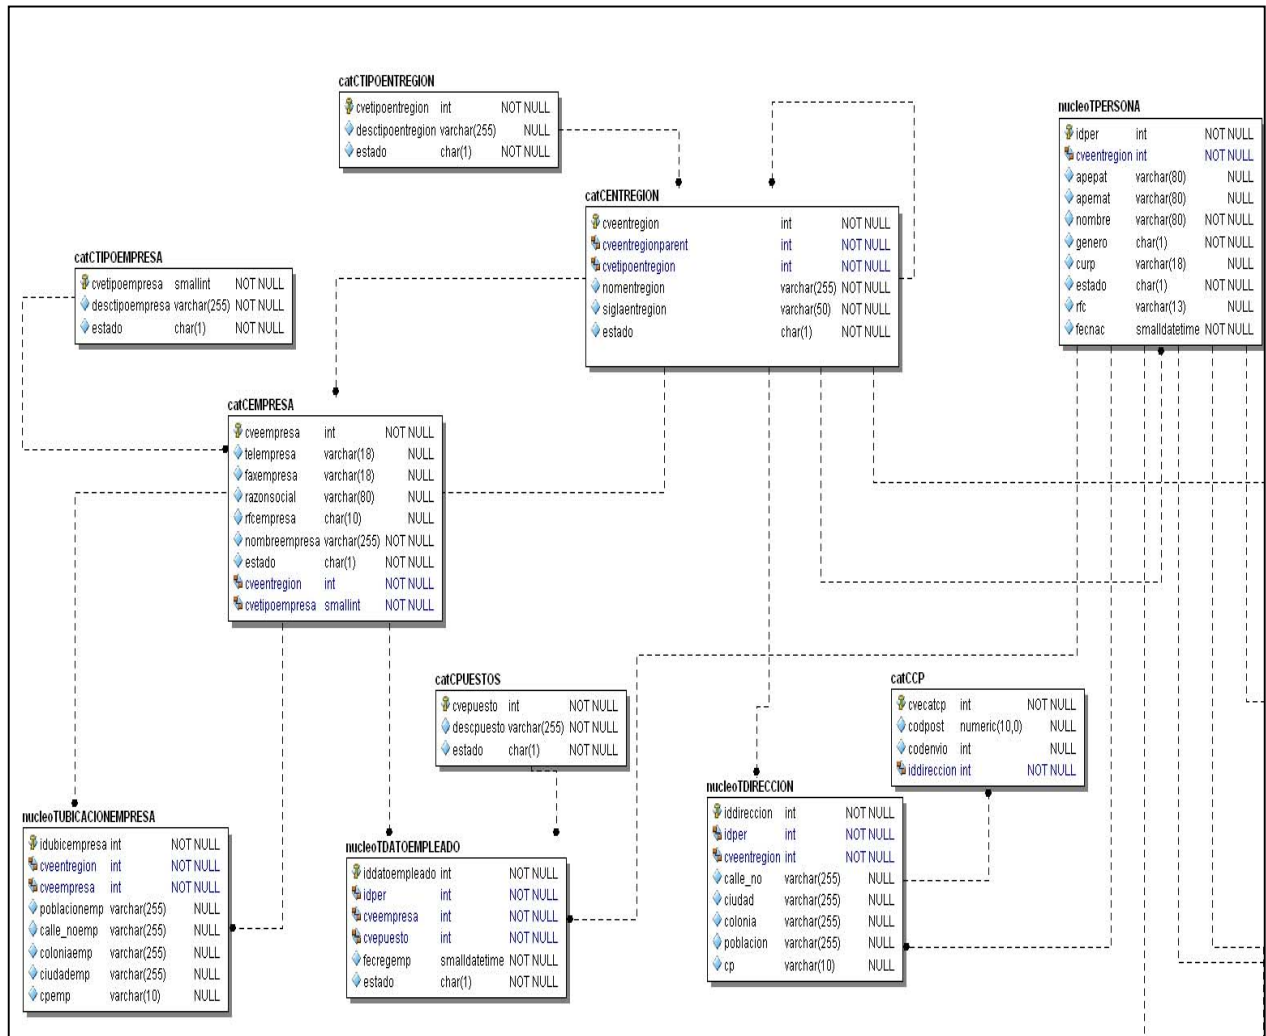 catCTIPOENTREGION
cvetipoentregion int NOT NULL
desctipoentregion varchar(255) NULL
estado char(1) NOT NULL
nucleoTPERSONA
idper int NOT NULL
cveentregion int NOT NULL
apepat varchar(80) NULL
apemat varchar(80) NULL
nombre varchar(80) NOT NULL
genero char(1) NOT NULL
curp varchar(18) NULL
estado char(1) NOT NULL
rfc varchar(13) NULL
fecnac smalldatetime NOT NULL
catCENTREGION
cveentregion int NOT NULL
cveentregionparent int NOT NULL
cvetipoentregion int NOT NULL
nomentregion varchar(255) NOT NULL
siglaentregion varchar(50) NOT NULL
estado char(1) NOT NULL
catCTIPOEMPRESA
cvetipoempresa smallint NOT NULL
desctipoempresa varchar(255) NOT NULL
estado char(1) NOT NULL
catCEMPRESA
cveempresa int NOT NULL
telempresa varchar(18) NULL
faxempresa varchar(18) NULL
razonsocial varchar(80) NULL
rfcempresa char(10) NULL
nombreempresa varchar(255) NOT NULL
estado char(1) NOT NULL
cveentregion int NOT NULL
cvetipoempresa smallint NOT NULL
catCPUESTOS
cvepuesto int NOT NULL
descpuesto varchar(255) NOT NULL
estado char(1) NOT NULL
catCCP
cvecatcp int NOT NULL
codpost numeric(10,0) NULL
codenvio int NULL
iddireccion int NOT NULL
nucleoTUBICACIONEMPRESA
idubicempresa int NOT NULL
cveentregion int NOT NULL
cveempresa int NOT NULL
poblacionemp varchar(255) NULL
calle_noemp varchar(255) NULL
coloniaemp varchar(255) NULL
ciudademp varchar(255) NULL
cpemp varchar(10) NULL
nucleoTDATOEMPLEADO
iddatoempleado int NOT NULL
idper int NOT NULL
cveempresa int NOT NULL
cvepuesto int NOT NULL
fecregemp smalldatetime NOT NULL
estado char(1) NOT NULL
nucleoTDIRECCION
iddireccion int NOT NULL
idper int NOT NULL
cveentregion int NOT NULL
calle_no varchar(255) NULL
ciudad varchar(255) NULL
colonia varchar(255) NULL
poblacion varchar(255) NULL
cp varchar(10) NULL